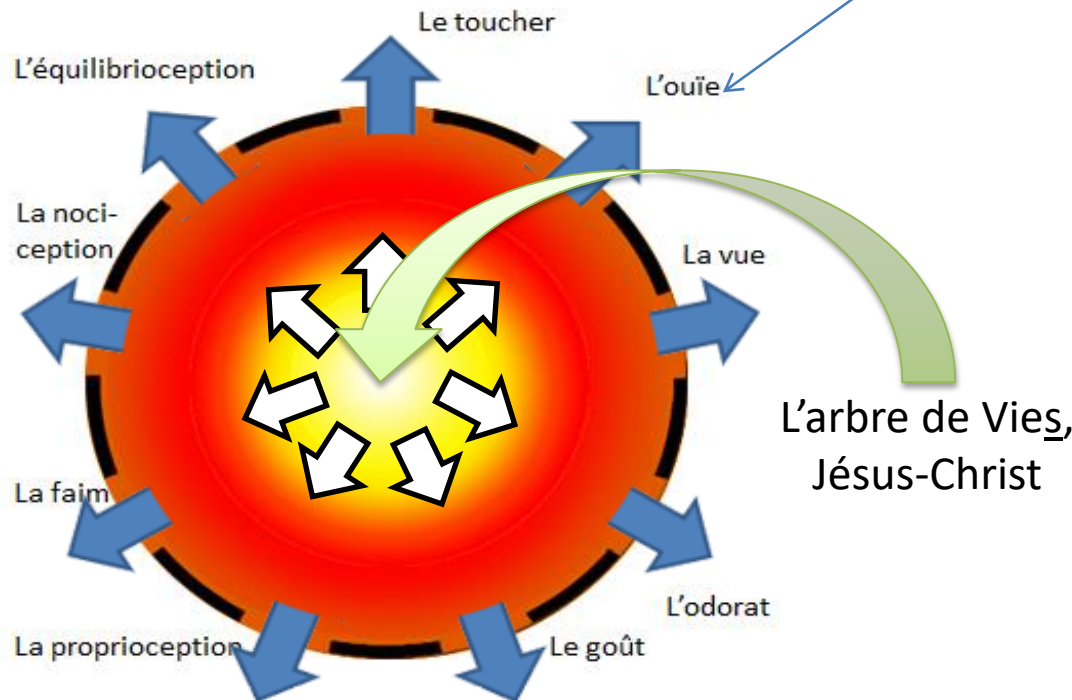 Le toucher
L'équilibrioception
L'ouïe
La noci-
ception
La vue
L'arbre de Vies,
Jésus-Christ
La faim
L'odorat
La proprioception
Le goût